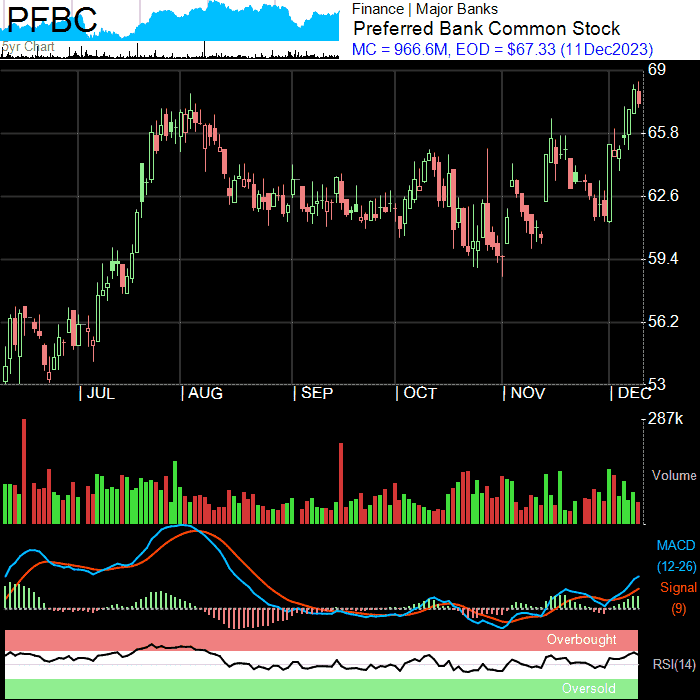 PFBC
5yr Chart
Finance | Major Banks
Preferred Bank Common Stock
MC = 966.6M, EOD = $67.33 (11Dec2023)
69
65.8
62.6
59.4
56.2
53
JUL AUG SEP OCT NOV DEC
287k
Volume
MACD
(12-26)
Signal
(9)
Overbought
RSI(14)
Oversold